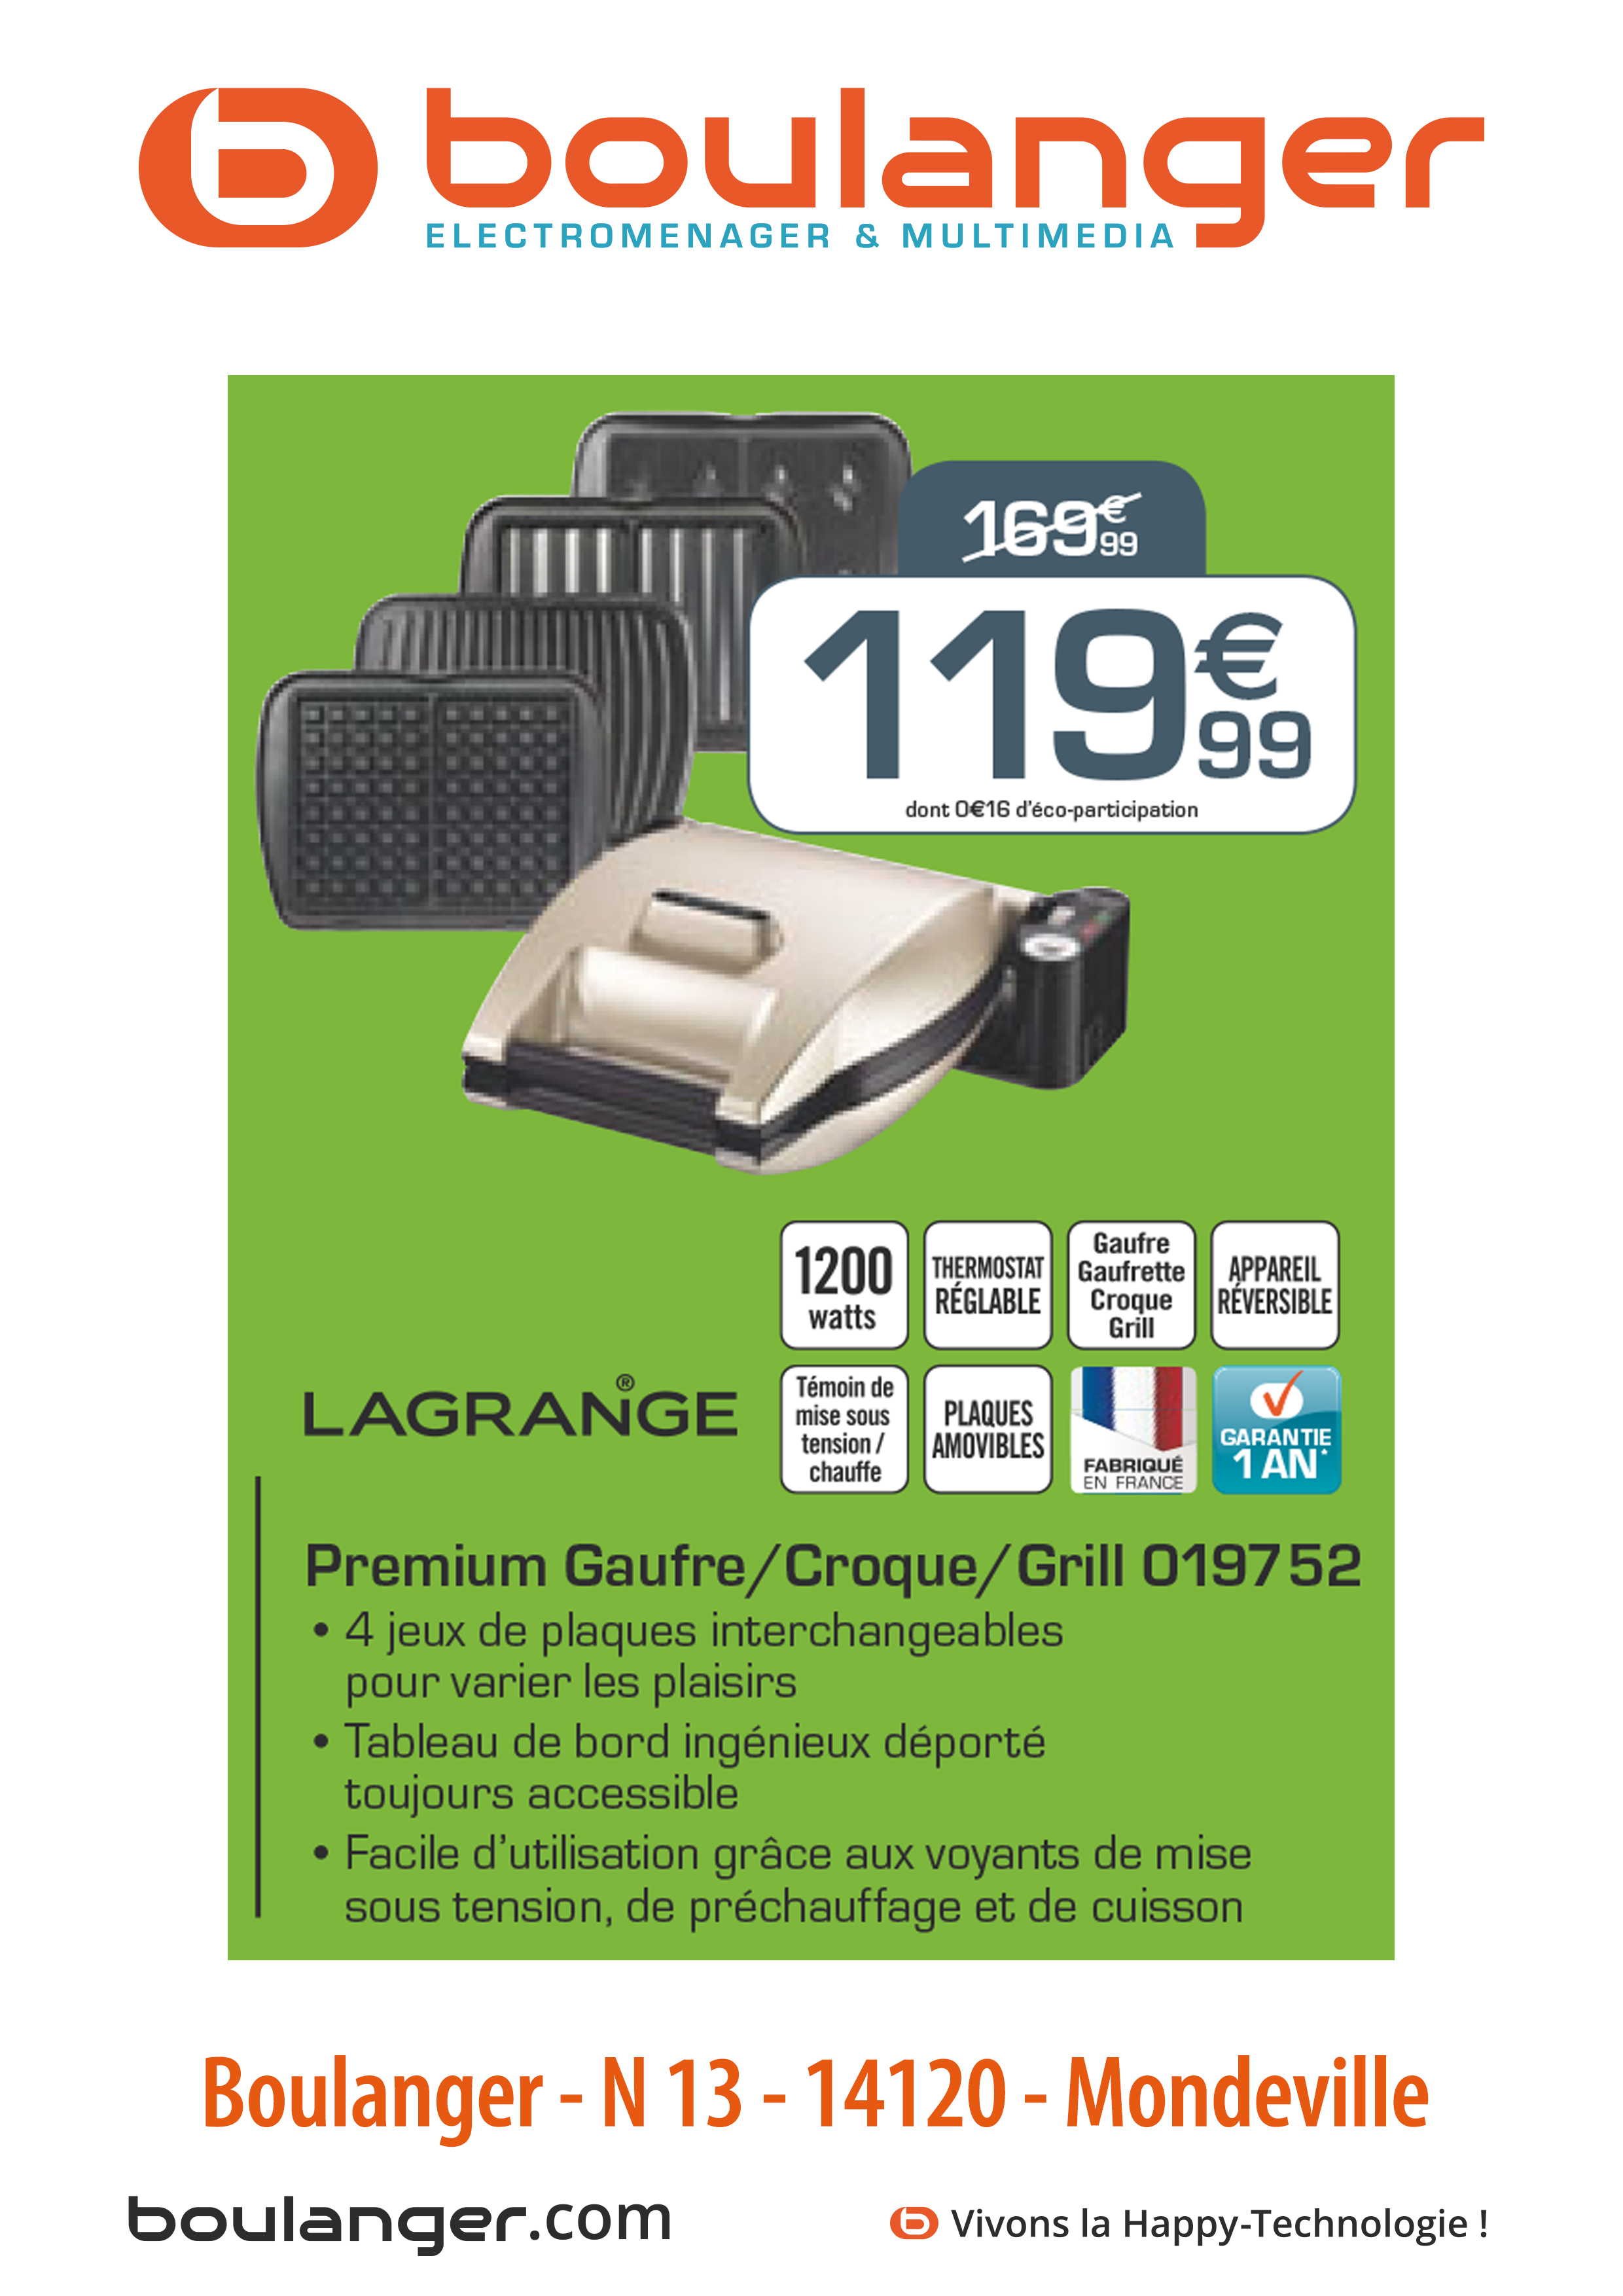 boulanger
ELECTROMENAGER & MULTIMEDIA
169€99
119€99
dont 0€16 d'éco-participation
1200
watts
THERMOSTAT
RÉGLABLE
Gaufre
Gaufrette
Croque
Grill
APPAREIL
RÉVERSIBLE
LAGRANGE®
Témoin de
mise sous
tension /
chauffe
PLAQUES
AMOVIBLES
FABRIQUÉ
EN FRANCE
GARANTIE
1 AN*
Premium Gaufre/Croque/Grill 019752
• 4 jeux de plaques interchangeables
pour varier les plaisirs
• Tableau de bord ingénieux déporté
toujours accessible
• Facile d'utilisation grâce aux voyants de mise
sous tension, de préchauffage et de cuisson
Boulanger - N 13 - 14120 - Mondeville
boulanger.com
Vivons la Happy-Technologie !